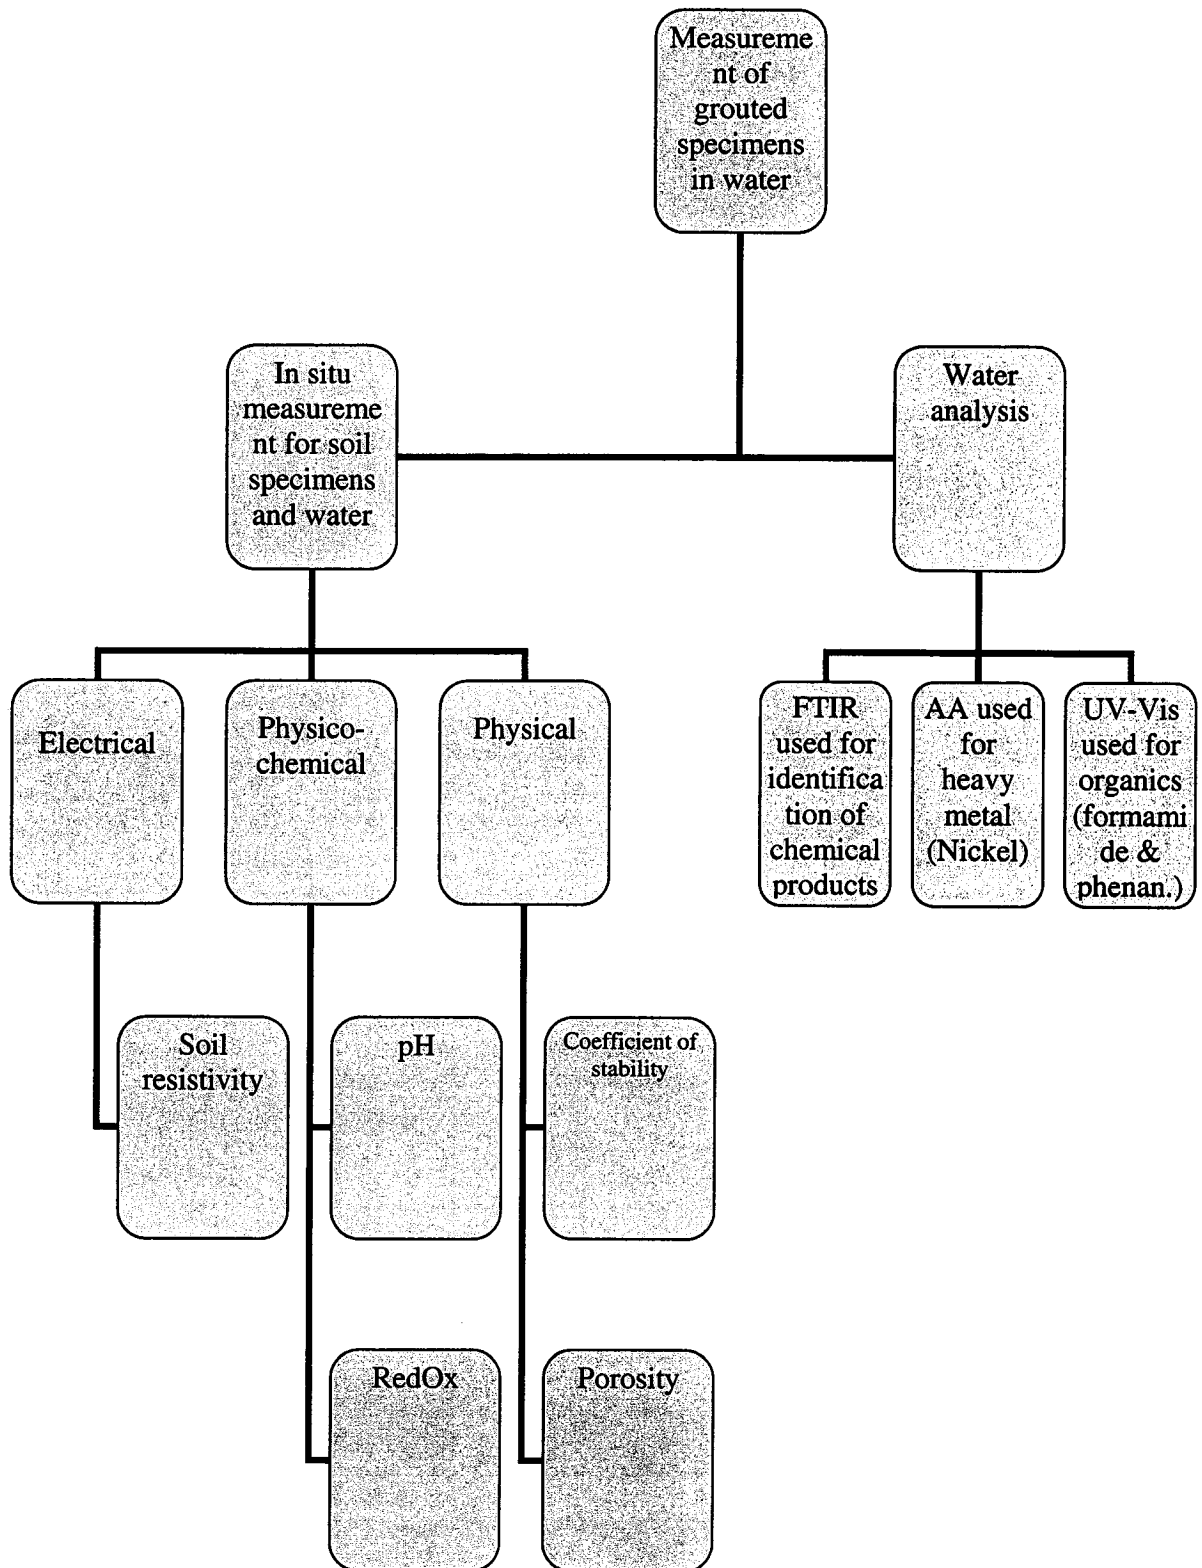 Measureme
nt of
grouted
specimens
in water
In situ
measureme
nt for soil
specimens
and water
Water
analysis
Electrical
Physico-
chemical
Physical
FTIR
used for
identifica
tion of
chemical
products
AA used
for
heavy
metal
(Nickel)
UV-Vis
used for
organics
(formami
de &
phenan.)
Soil
resistivity
pH
Coefficient of
stability
RedOx
Porosity